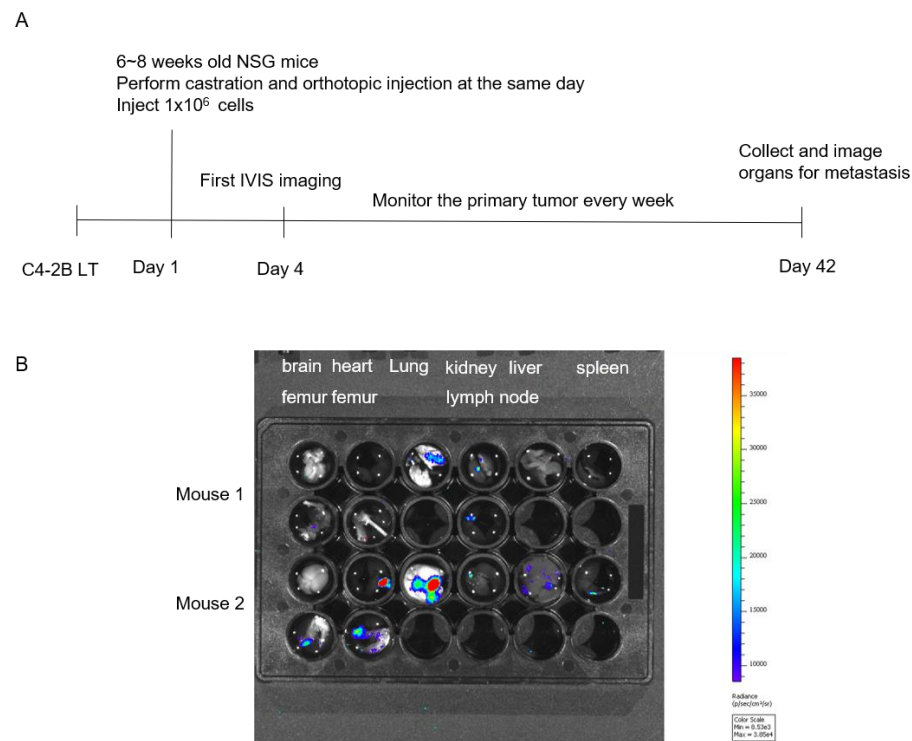 A
6~8 weeks old NSG mice
Perform castration and orthotopic injection at the same day
Inject 1x10⁶ cells
First IVIS imaging
Monitor the primary tumor every week
Collect and image
organs for metastasis
C4-2B LT
Day 1
Day 4
Day 42
B
brain heart Lung kidney liver spleen
femur femur lymph node
Mouse 1
Mouse 2
35000
30000
25000
20000
15000
10000
Radiance
(p/sec/cm²/sr)
Color Scale
Min = 8.53e3
Max = 3.85e4